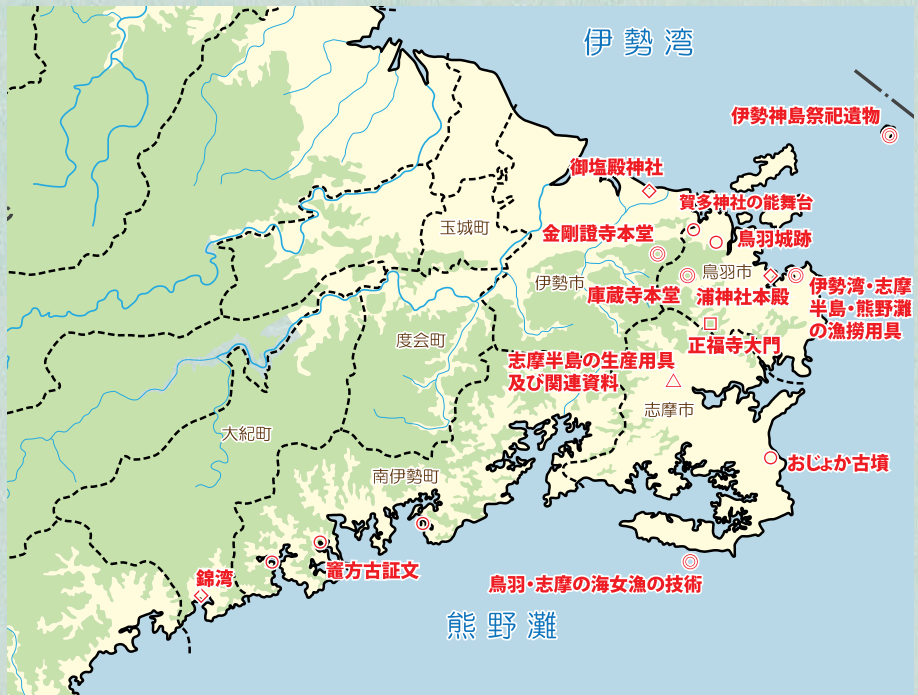 伊勢湾
伊勢神島祭祀遺物
御塩殿神社
賀多神社の能舞台
玉城町
金剛證寺本堂
鳥羽城跡
鳥羽市
伊勢市
庫蔵寺本堂
浦神社本殿
伊勢湾・志摩
半島・熊野灘
の漁撈用具
度会町
正福寺大門
志摩半島の生産用具
及び関連資料
志摩市
大紀町
おじょか古墳
南伊勢町
竈方古証文
錦湾
鳥羽・志摩の海女漁の技術
熊野灘